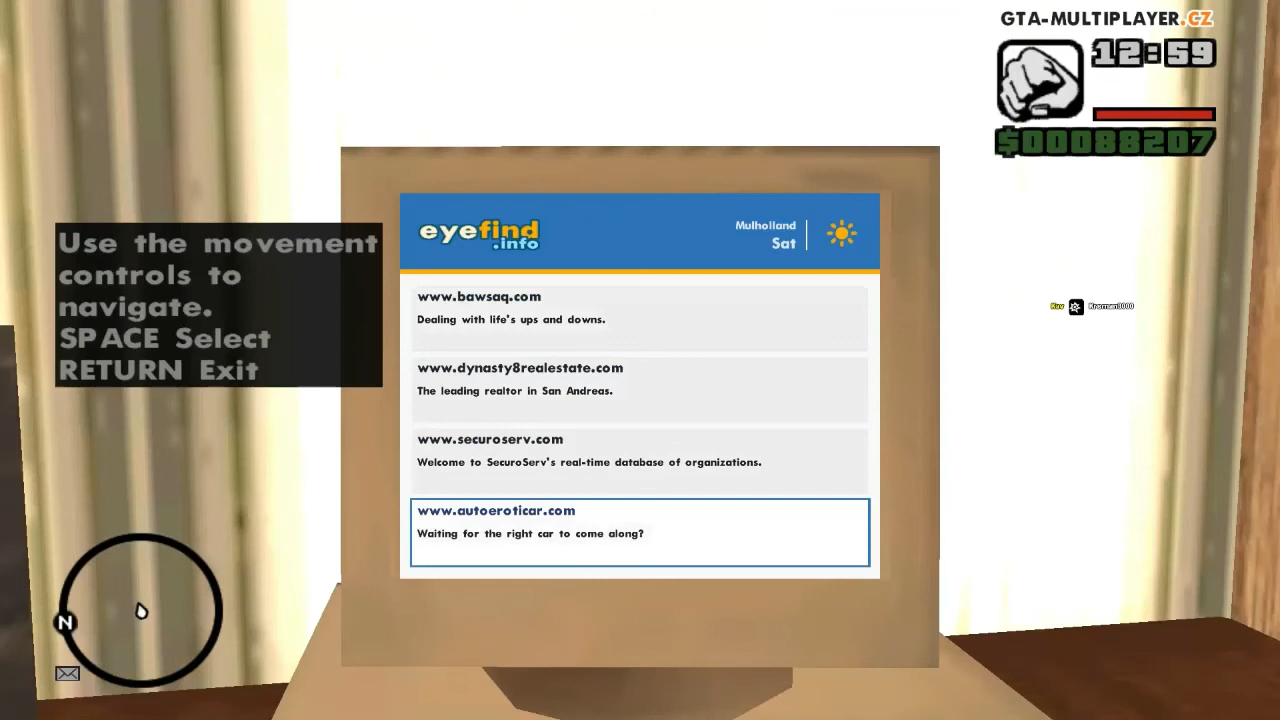 GTA-MULTIPLAYER.CZ
12:59
$00088207
Use the movement
controls to
navigate.
SPACE Select
RETURN Exit
eyefind
.info
Mulholland
Sat
www.bawsaq.com
Dealing with life's ups and downs.
www.dynasty8realestate.com
The leading realtor in San Andreas.
www.securoserv.com
Welcome to SecuroServ's real-time database of organizations.
www.autoeroticar.com
Waiting for the right car to come along?
N